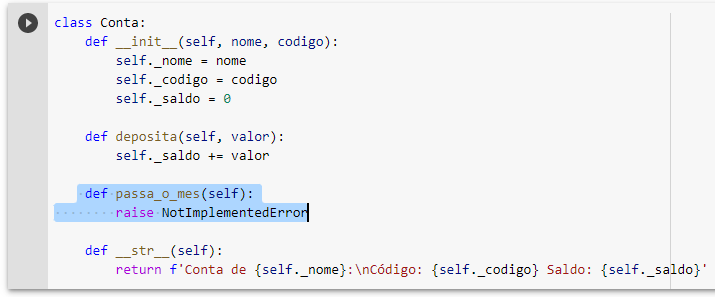 class Conta:
    def __init__(self, nome, codigo):
        self._nome = nome
        self._codigo = codigo
        self._saldo = 0

    def deposita(self, valor):
        self._saldo += valor

    def passa_o_mes(self):
        raise NotImplementedError

    def __str__(self):
        return f'Conta de {self._nome}:\nCódigo: {self._codigo} Saldo: {self._saldo}'